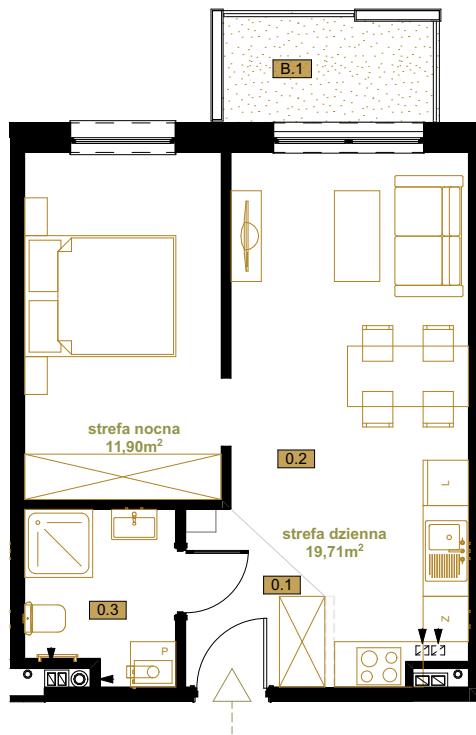 B.1
strefa nocna
11,90m²
0.2
L
strefa dzienna
19,71m²
0.1
0.3
Z
P